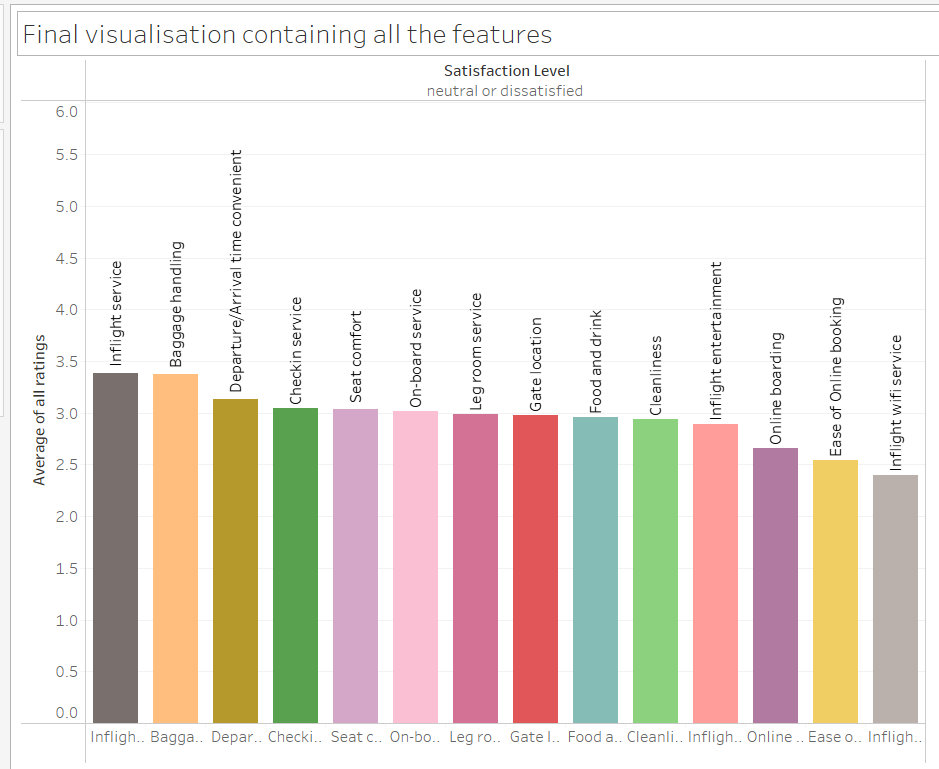 Final visualisation containing all the features
Satisfaction Level
neutral or dissatisfied
Average of all ratings
6.0
5.5
5.0
4.5
4.0
3.5
3.0
2.5
2.0
1.5
1.0
0.5
0.0
Inflight service
Baggage handling
Departure/Arrival time convenient
Checkin service
Seat comfort
On-board service
Leg room service
Gate location
Food and drink
Cleanliness
Inflight entertainment
Online boarding
Ease of Online booking
Inflight wifi service
Infligh.. Bagga.. Depar.. Checki.. Seat c.. On-bo.. Leg ro.. Gate l.. Food a.. Cleanli.. Infligh.. Online .. Ease o.. Infligh..